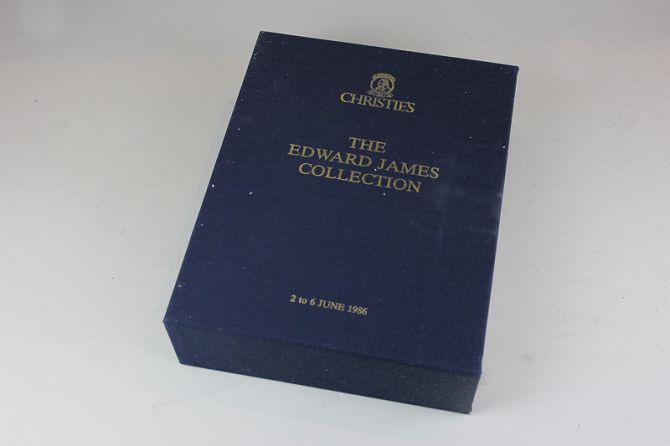 CHRISTIE'S
THE
EDWARD JAMES
COLLECTION
2 to 6 JUNE 1986